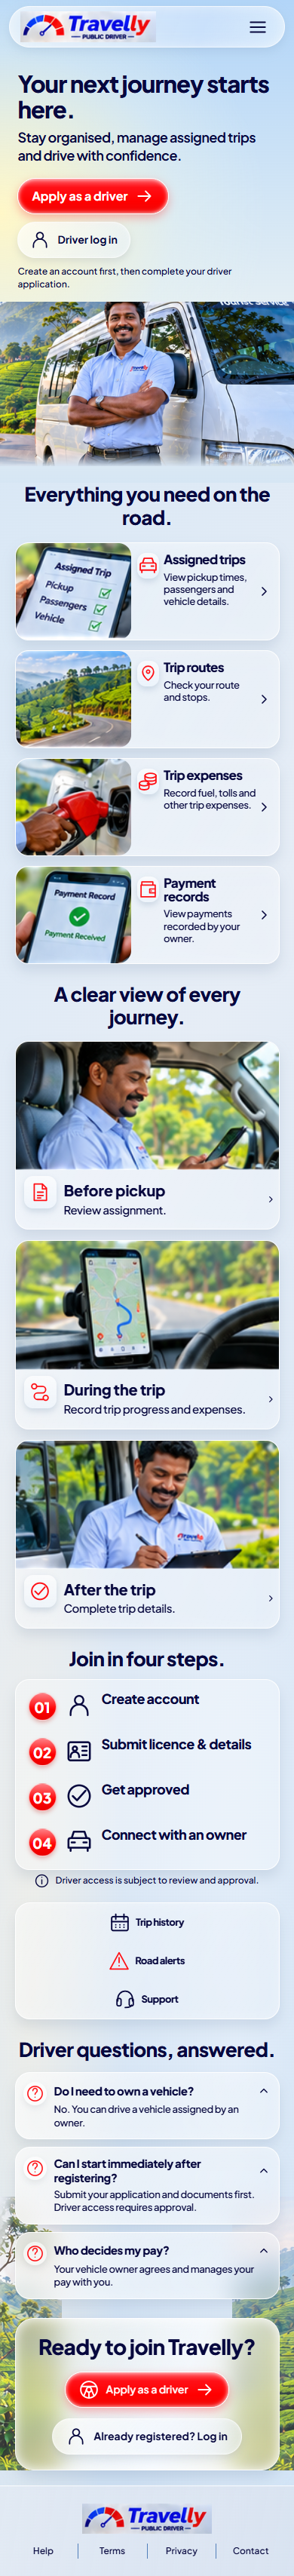 Travelly
PUBLIC DRIVER
Your next journey starts
here.
Stay organised, manage assigned trips
and drive with confidence.
Apply as a driver
Driver log in
Create an account first, then complete your driver
application.
Tourist Service
Travelly
Everything you need on the
road.
Assigned Trip
Pickup
Passengers
Vehicle
Assigned trips
View pickup times,
passengers and
vehicle details.
Trip routes
Check your route
and stops.
Trip expenses
Record fuel, tolls and
other trip expenses.
Payment Record
Payment Received
Payment
records
View payments
recorded by your
owner.
A clear view of every
journey.
Before pickup
Review assignment.
During the trip
Record trip progress and expenses.
Travelly
After the trip
Complete trip details.
Join in four steps.
01 Create account
02 Submit licence & details
03 Get approved
04 Connect with an owner
Driver access is subject to review and approval.
Trip history
Road alerts
Support
Driver questions, answered.
Do I need to own a vehicle?
No. You can drive a vehicle assigned by an
owner.
Can I start immediately after
registering?
Submit your application and documents first.
Driver access requires approval.
Who decides my pay?
Your vehicle owner agrees and manages your
pay with you.
Ready to join Travelly?
Apply as a driver
Already registered? Log in
Travelly
PUBLIC DRIVER
Help Terms Privacy Contact